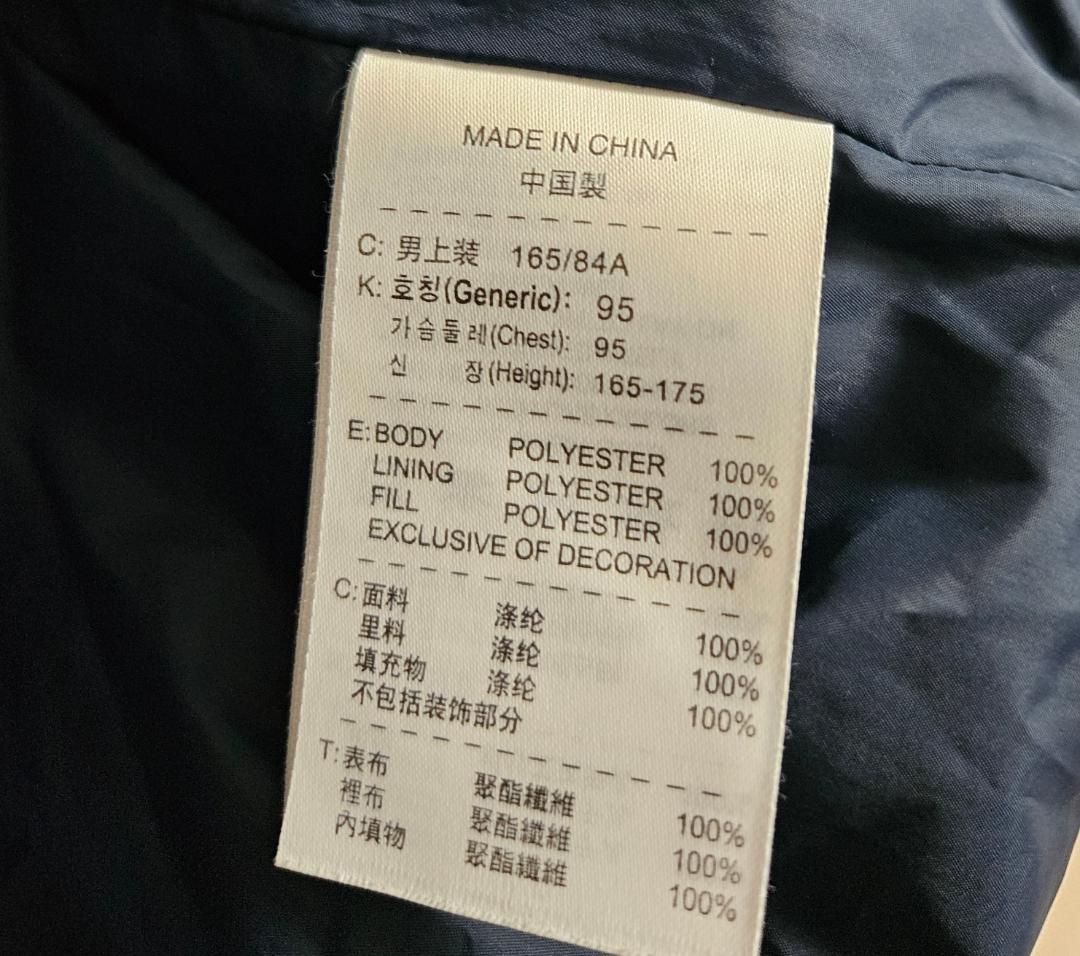 MADE IN CHINA
中国製
C: 男上装 165/84A
K: 호칭(Generic): 95
가슴둘레(Chest): 95
신 장(Height): 165-175
E: BODY POLYESTER 100%
LINING POLYESTER 100%
FILL POLYESTER 100%
EXCLUSIVE OF DECORATION
C: 面料 涤纶 100%
里料 涤纶 100%
填充物 涤纶 100%
不包括装饰部分
T: 表布 聚酯纖維 100%
裡布 聚酯纖維 100%
內填物 聚酯纖維 100%